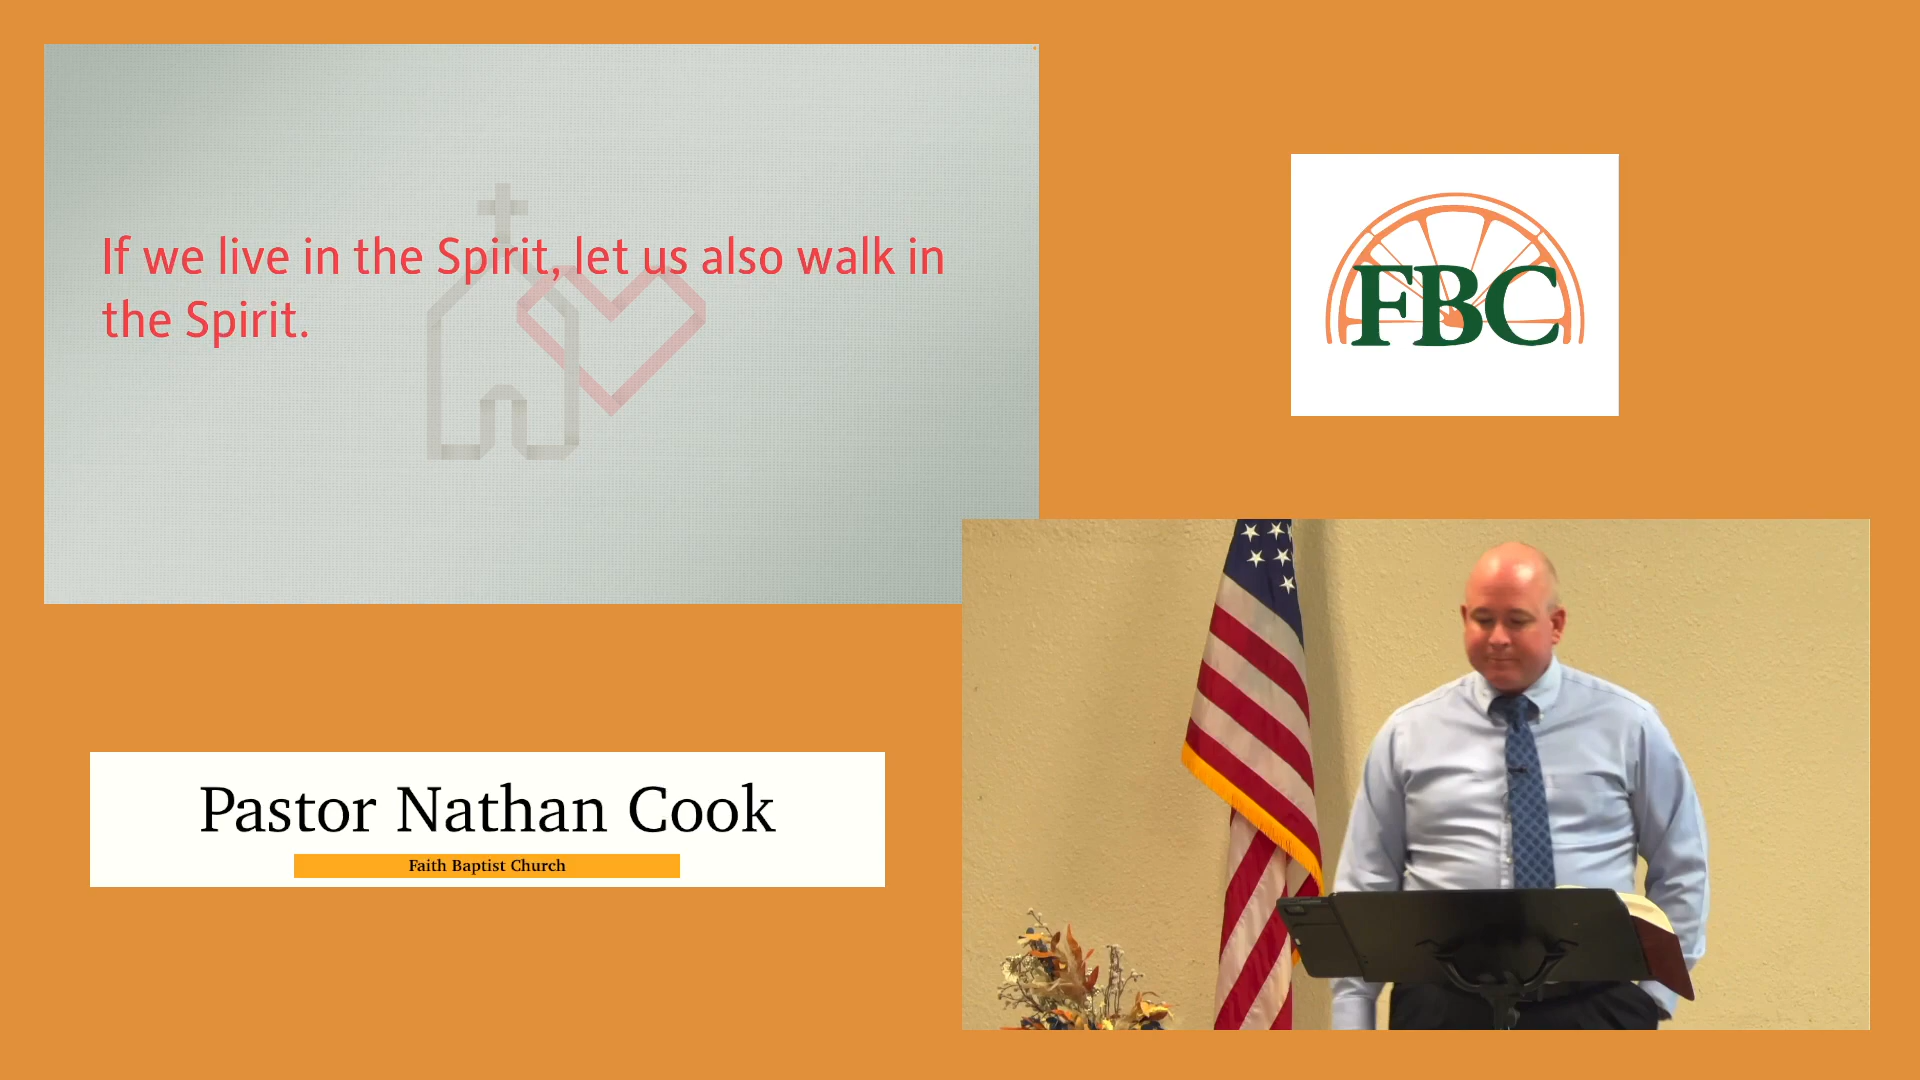 If we live in the Spirit, let us also walk in
the Spirit.
FBC
Pastor Nathan Cook
Faith Baptist Church